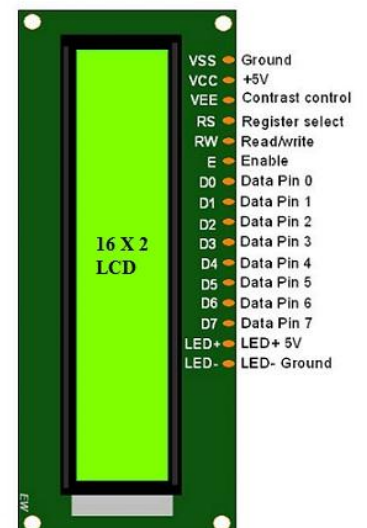 VSS Ground
VCC +5V
VEE Contrast control
RS Register select
RW Read/write
E Enable
D0 Data Pin 0
D1 Data Pin 1
D2 Data Pin 2
D3 Data Pin 3
D4 Data Pin 4
D5 Data Pin 5
D6 Data Pin 6
D7 Data Pin 7
LED+ LED+ 5V
LED- LED- Ground
16 X 2
LCD
EW